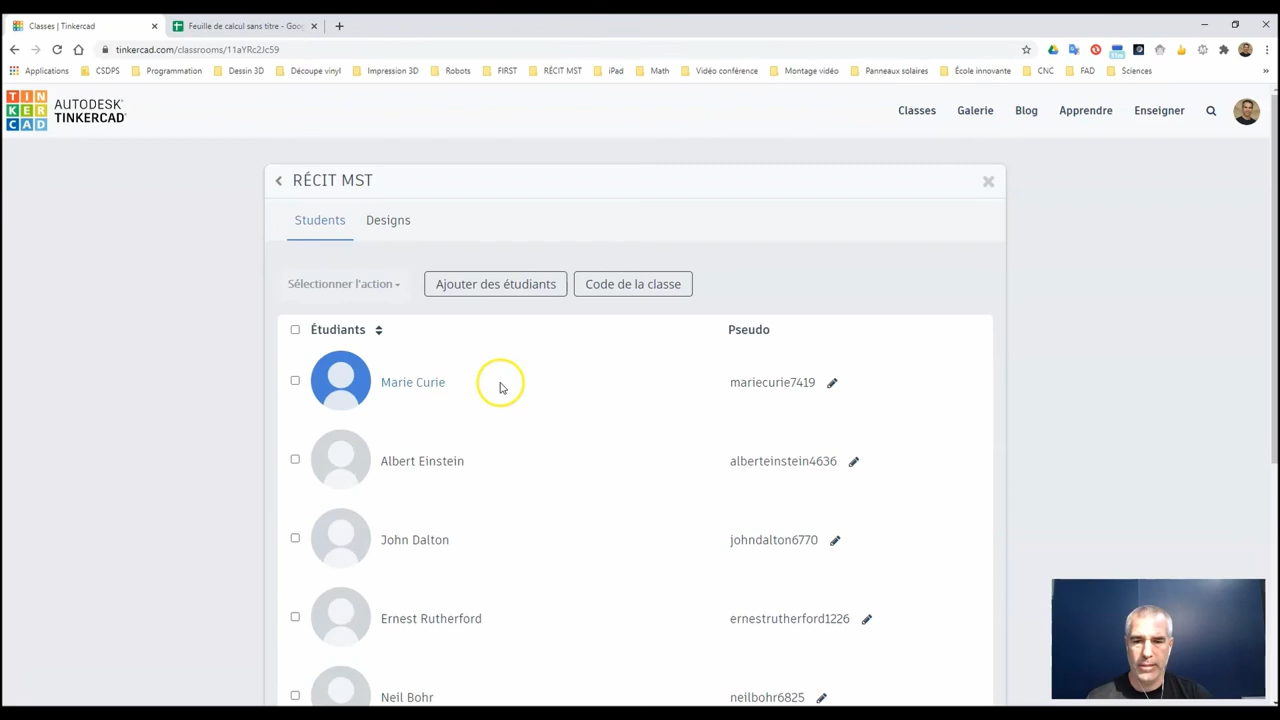 Classes | Tinkercad
Feuille de calcul sans titre - Goo
tinkercad.com/classrooms/11aYRc2Jc59
Applications CSDPS Programmation Dessin 3D Découpe vinyl Impression 3D Robots FIRST RÉCIT MST iPad Math Vidéo conférence Montage vidéo Panneaux solaires École innovante CNC FAD Sciences »
TIN
KER
CAD
AUTODESK®
TINKERCAD®
Classes Galerie Blog Apprendre Enseigner
RÉCIT MST
Students Designs
Sélectionner l'action Ajouter des étudiants Code de la classe
Étudiants Pseudo
Marie Curie mariecurie7419
Albert Einstein alberteinstein4636
John Dalton johndalton6770
Ernest Rutherford ernestrutherford1226
Neil Bohr neilbohr6825